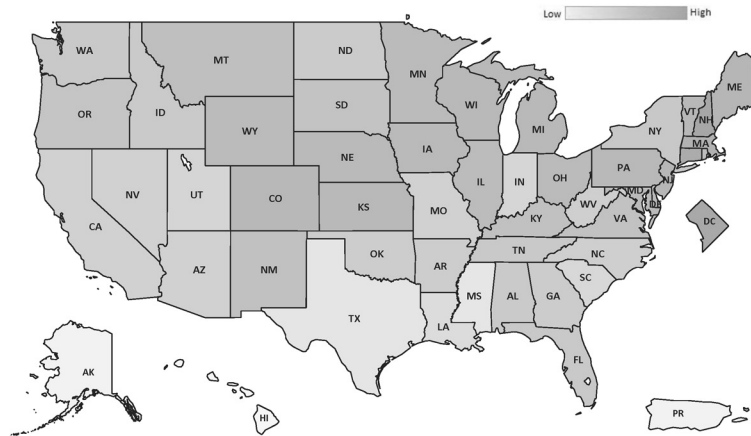 Low High
WA
MT
ND
MN
ME
OR
ID
SD
WI
MI
VT
NH
NY
MA
WY
IA
NE
PA
NJ
NV
UT
CO
IL
IN
OH
MD
DE
CA
KS
MO
WV
VA
KY
DC
AZ
NM
OK
AR
TN
NC
SC
MS
AL
GA
TX
LA
FL
AK
HI
PR